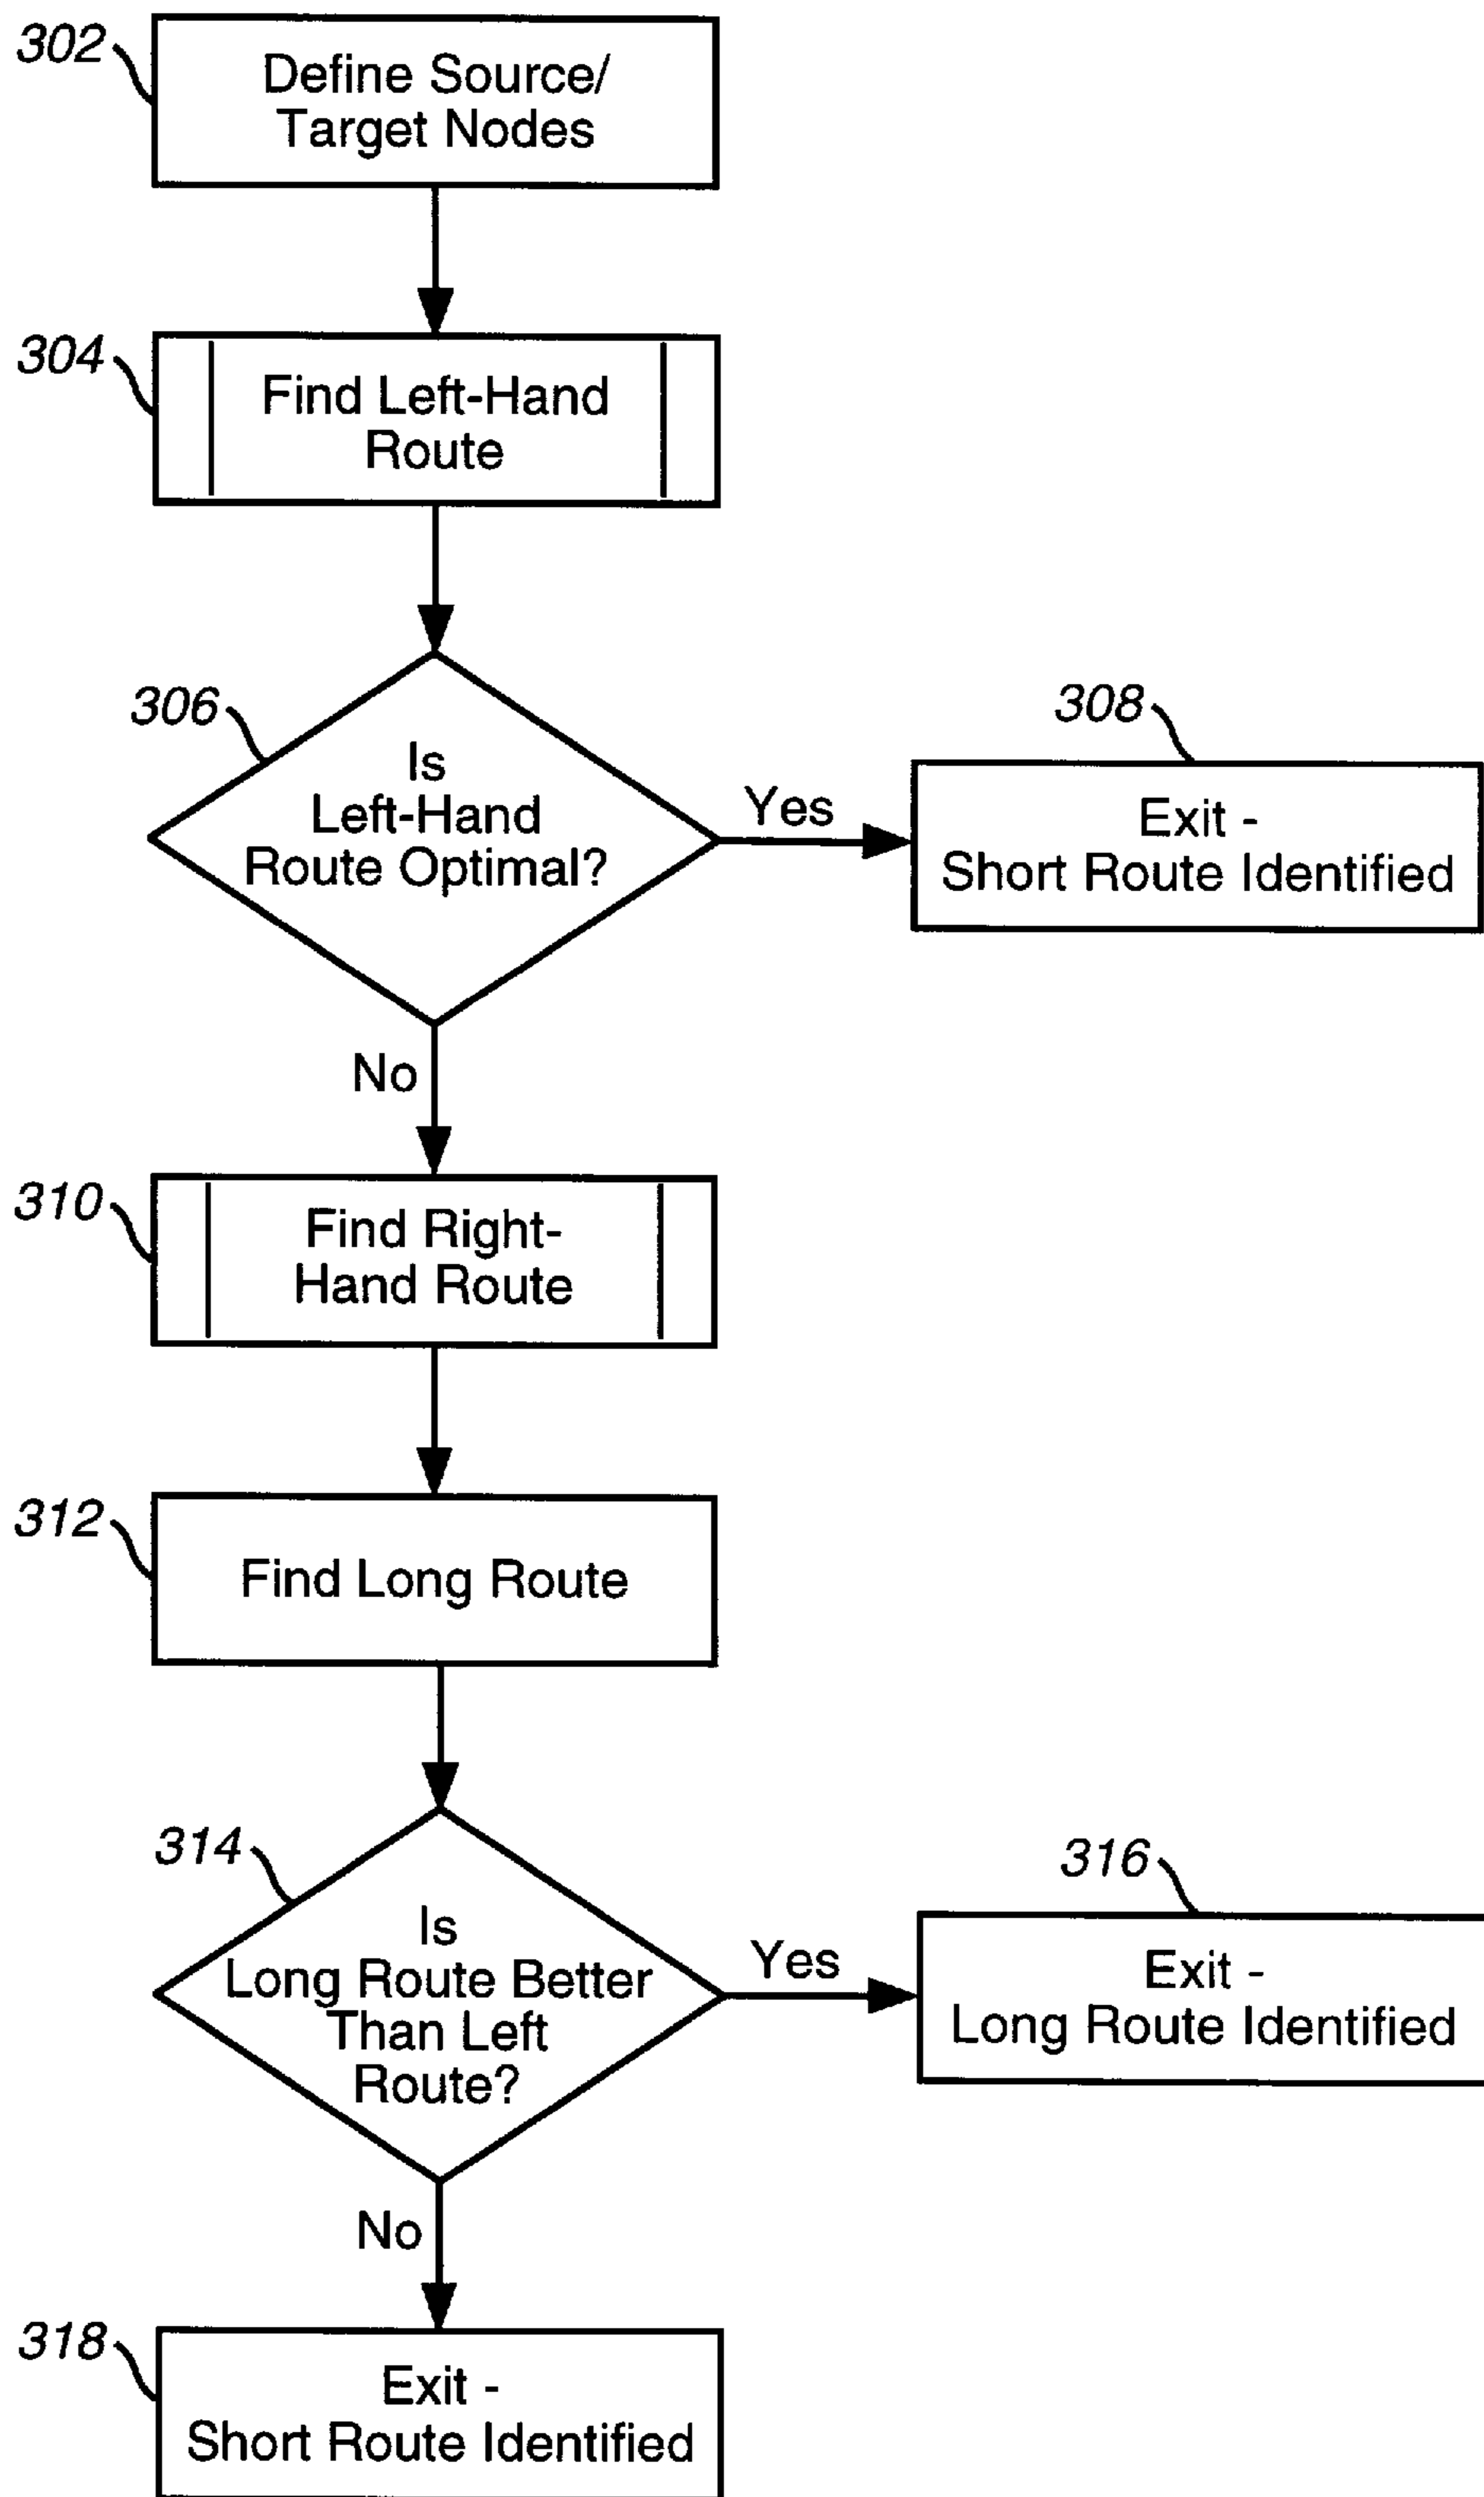 302
Define Source/
Target Nodes
304
Find Left-Hand
Route
306
Is
Left-Hand
Route Optimal?
Yes
308
Exit -
Short Route Identified
No
310
Find Right-
Hand Route
312
Find Long Route
314
Is
Long Route Better
Than Left
Route?
Yes
316
Exit -
Long Route Identified
No
318
Exit -
Short Route Identified